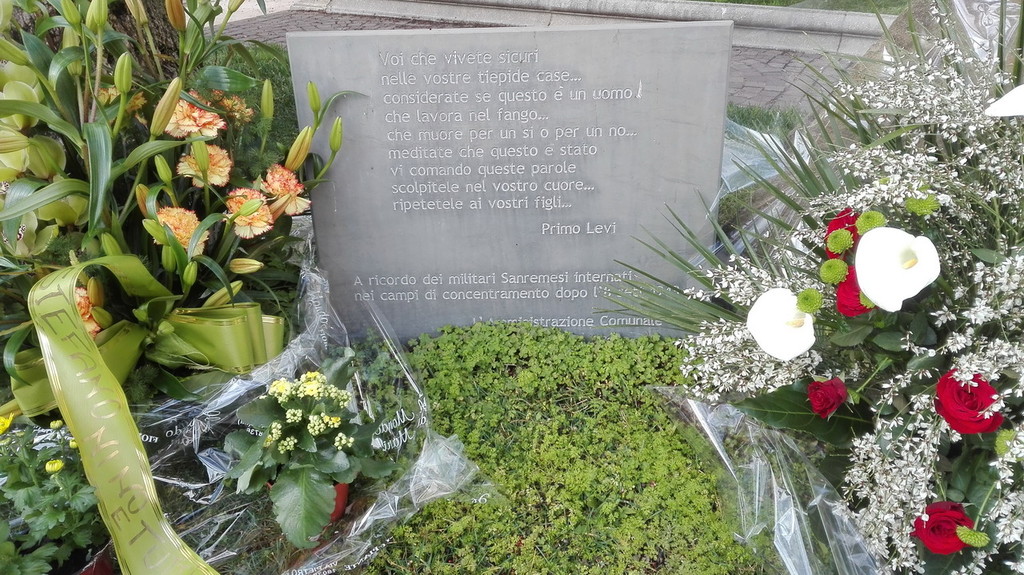 Voi che vivete sicuri
nelle vostre tiepide case...
considerate se questo è un uomo
che lavora nel fango...
che muore per un si o per un no...
meditate che questo è stato
vi comando queste parole
scolpitele nel vostro cuore...
ripetetele ai vostri figli...
Primo Levi
A ricordo dei militari Sanremesi internati
nei campi di concentramento dopo
Comunale